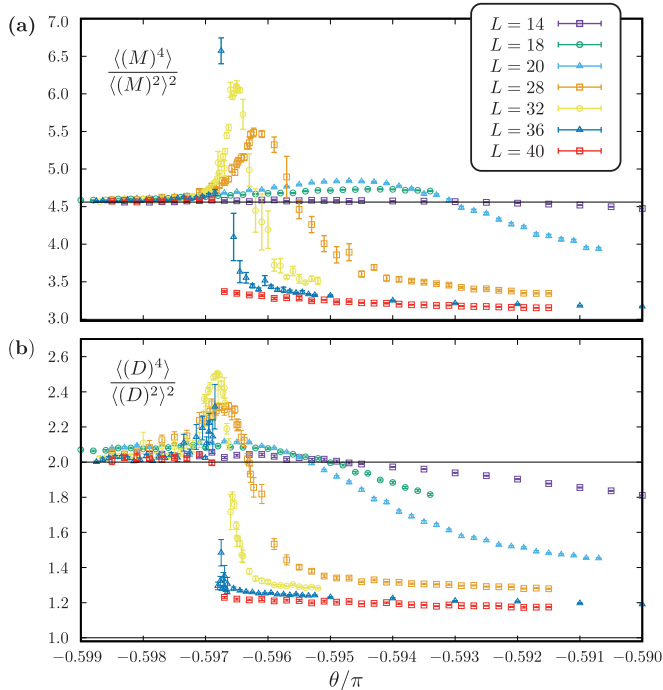 (a)
⟨(M)⁴⟩
⟨(M)²⟩²
7.0
6.5
6.0
5.5
5.0
4.5
4.0
3.5
3.0
L = 14
L = 18
L = 20
L = 28
L = 32
L = 36
L = 40
(b)
⟨(D)⁴⟩
⟨(D)²⟩²
2.6
2.4
2.2
2.0
1.8
1.6
1.4
1.2
1.0
−0.599 −0.598 −0.597 −0.596 −0.595 −0.594 −0.593 −0.592 −0.591 −0.590
θ/π